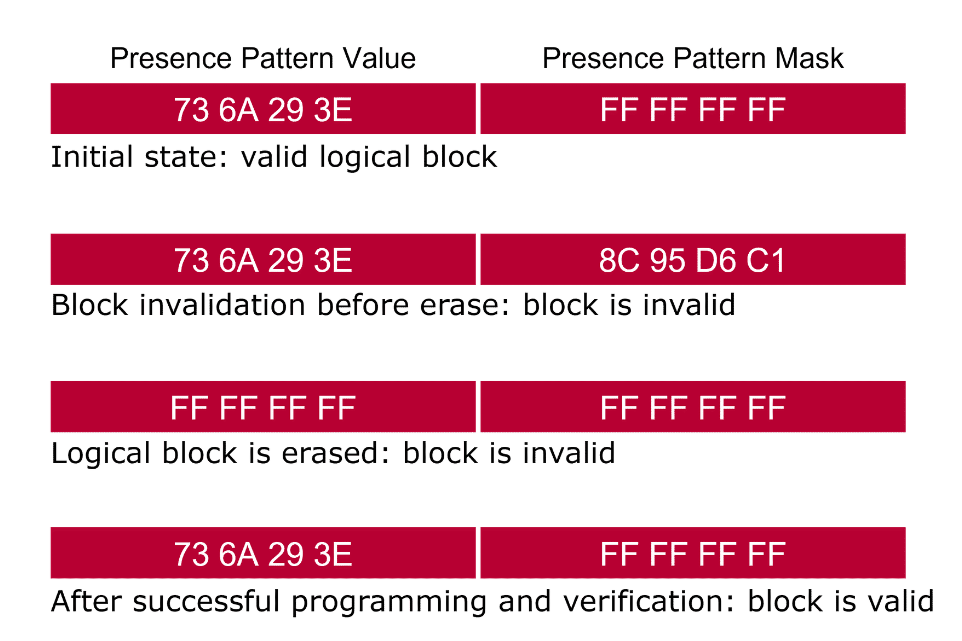 Presence Pattern Value Presence Pattern Mask
73 6A 29 3E FF FF FF FF
Initial state: valid logical block
73 6A 29 3E 8C 95 D6 C1
Block invalidation before erase: block is invalid
FF FF FF FF FF FF FF FF
Logical block is erased: block is invalid
73 6A 29 3E FF FF FF FF
After successful programming and verification: block is valid